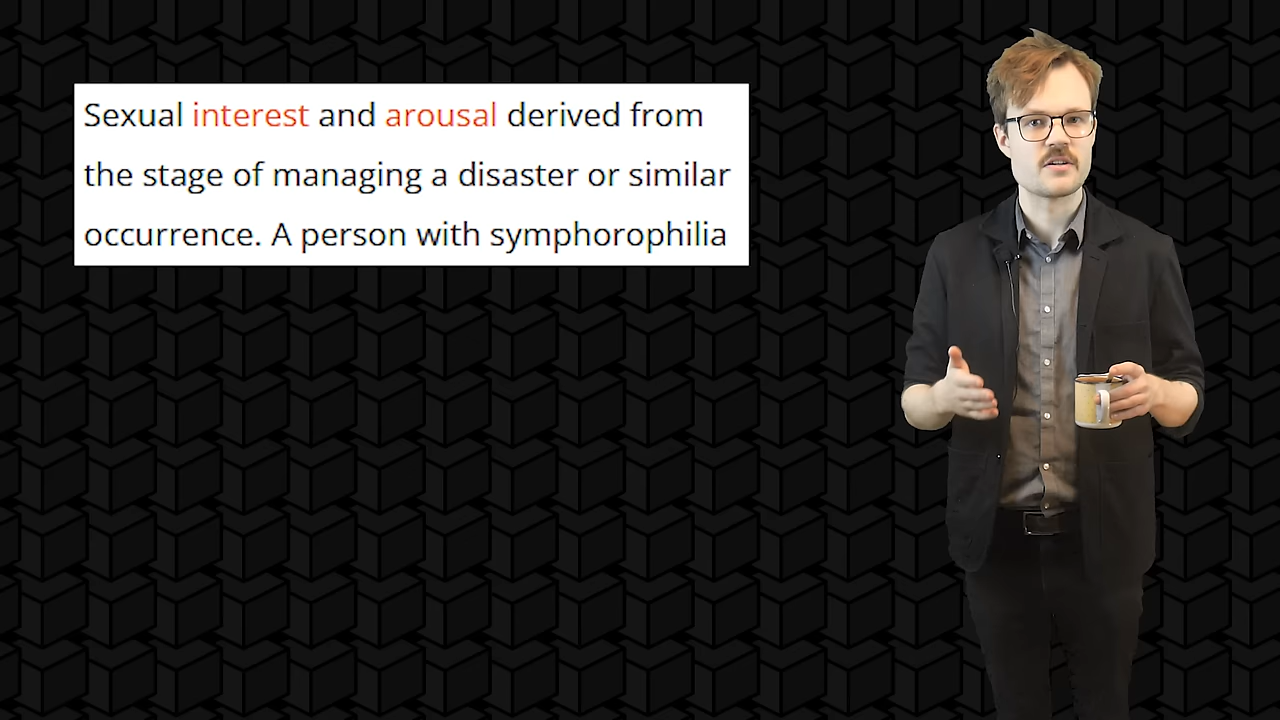 Sexual interest and arousal derived from
the stage of managing a disaster or similar
occurrence. A person with symphorophilia